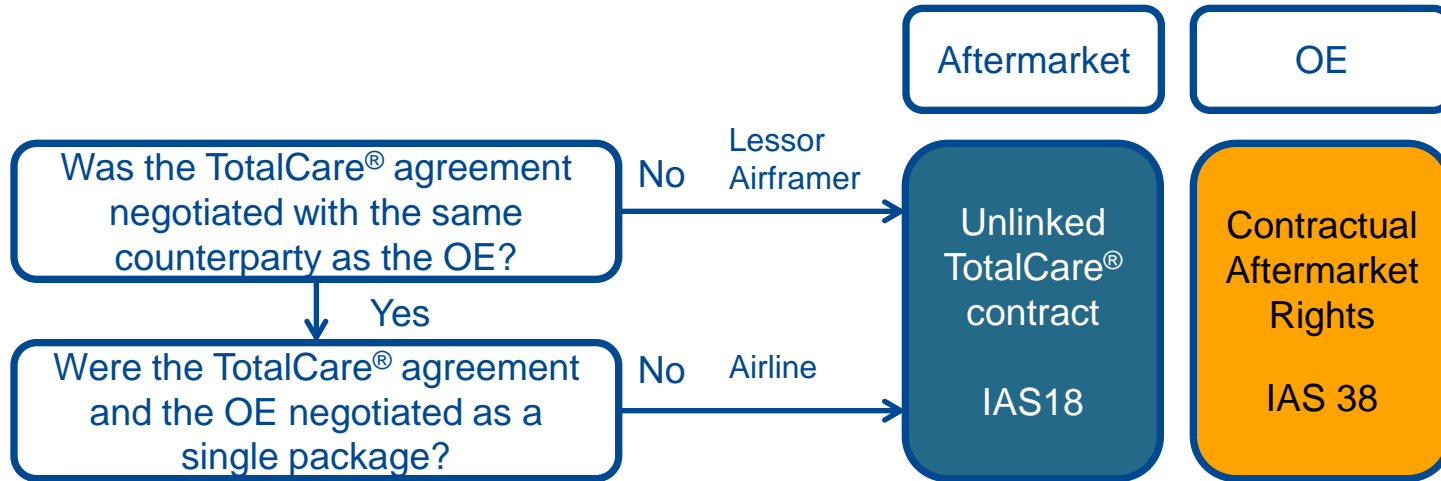 Aftermarket
OE
Was the TotalCare® agreement
negotiated with the same
counterparty as the OE?
No
Lessor
Airframer
Yes
Were the TotalCare® agreement
and the OE negotiated as a
single package?
No
Airline
Unlinked
TotalCare®
contract
IAS18
Contractual
Aftermarket
Rights
IAS 38